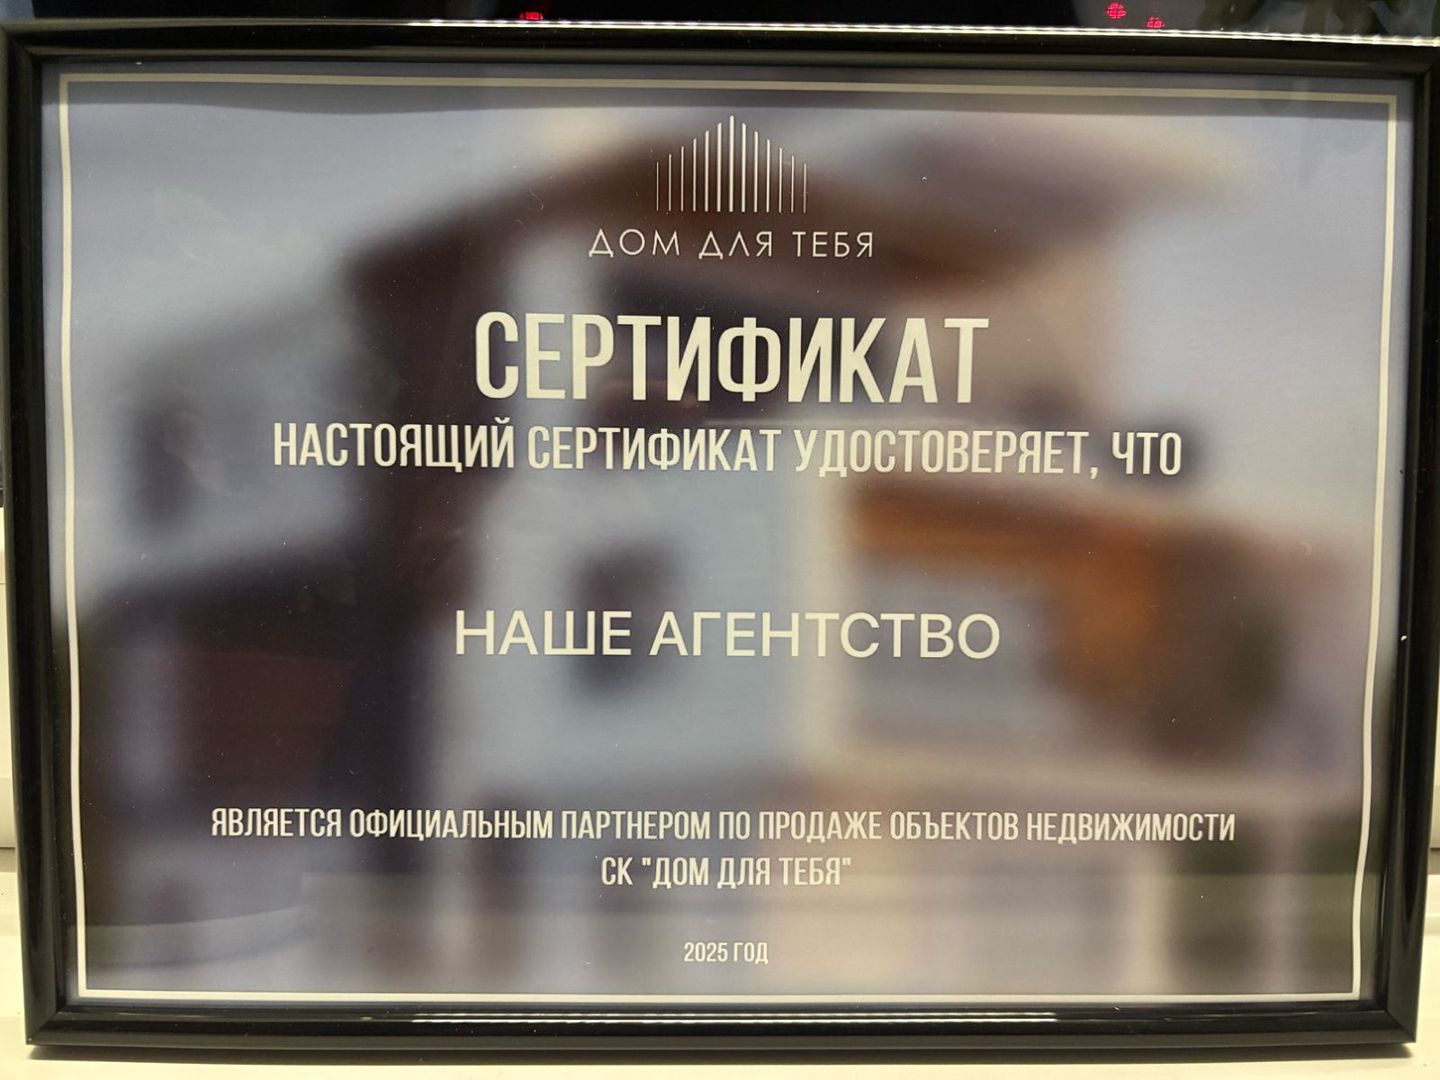 ДОМ ДЛЯ ТЕБЯ
СЕРТИФИКАТ
НАСТОЯЩИЙ СЕРТИФИКАТ УДОСТОВЕРЯЕТ, ЧТО
НАШЕ АГЕНТСТВО
ЯВЛЯЕТСЯ ОФИЦИАЛЬНЫМ ПАРТНЕРОМ ПО ПРОДАЖЕ ОБЪЕКТОВ НЕДВИЖИМОСТИ
СК "ДОМ ДЛЯ ТЕБЯ"
2025 ГОД